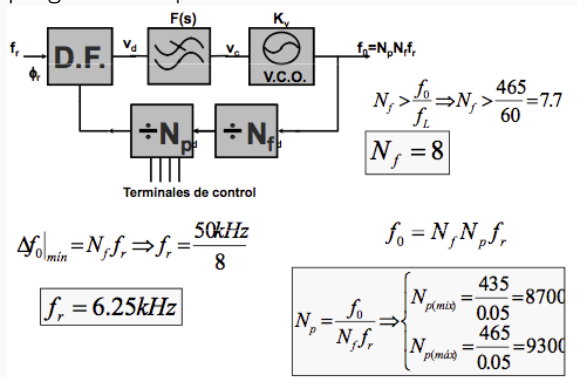 F(s)
K_v
f_r
ϕ_r
D.F.
v_d
v_c
V.C.O.
f_0=N_pN_ff_r
÷N_p
÷N_f
Terminales de control
N_f > f_0/f_L ⇒ N_f > 465/60 = 7.7
N_f = 8
Δf_0|_min = N_f f_r ⇒ f_r = 50kHz/8
f_r = 6.25kHz
f_0 = N_f N_p f_r
N_p = f_0/(N_f f_r) ⇒ {
N_p(mix) = 435/0.05 = 8700
N_p(máx) = 465/0.05 = 9300